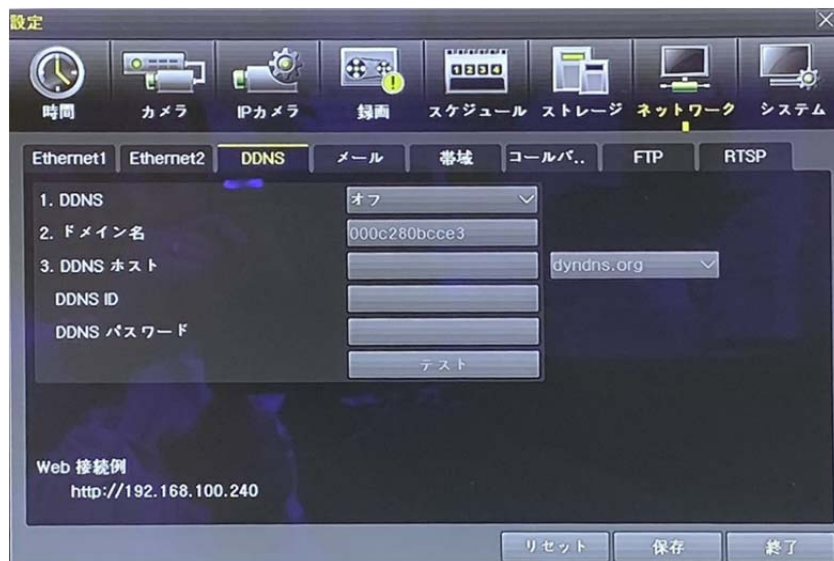 設定
時間 カメラ IPカメラ 録画 スケジュール ストレージ ネットワーク システム
Ethernet1 Ethernet2 DDNS メール 帯域 コールバ.. FTP RTSP
1. DDNS オフ
2. ドメイン名 000c280bcce3
3. DDNS ホスト dyndns.org
DDNS ID
DDNS パスワード
テスト
Web 接続例
http://192.168.100.240
リセット 保存 終了